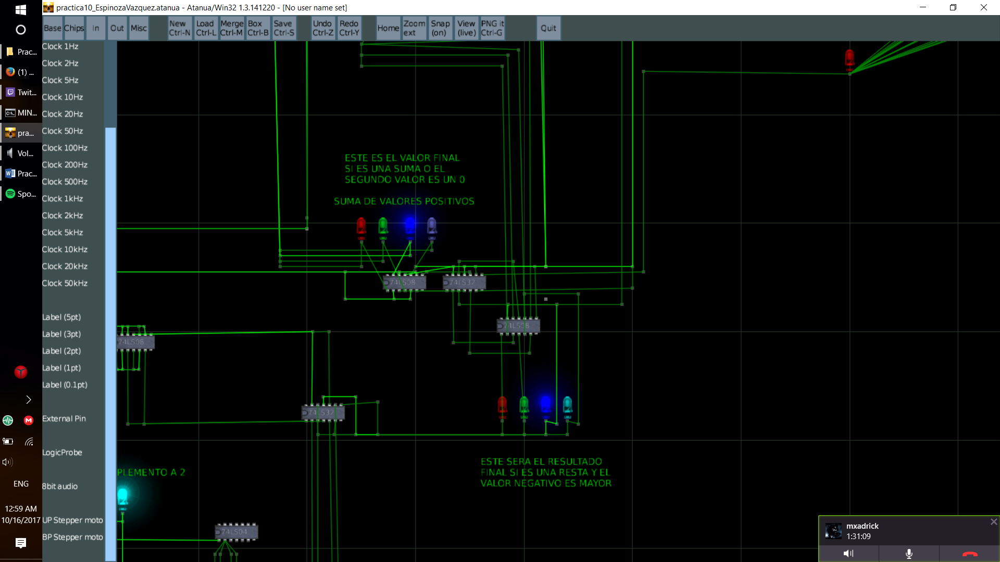 practica10_EspinozaVazquez.atanua - Atanua/Win32 1.3.141220 - [No user name set]
Base
Chips
In
Out
Misc
New
Ctrl-N
Load
Ctrl-L
Merge
Ctrl-M
Box
Ctrl-B
Save
Ctrl-S
Undo
Ctrl-Z
Redo
Ctrl-Y
Home
Zoom
ext
Snap
(on)
View
(live)
PNG it
Ctrl-G
Quit
Prac...
(1) ...
Twit...
MIN...
pra...
Vol...
Prac...
Spo...
ENG
12:59 AM
10/16/2017
Clock 1Hz
Clock 2Hz
Clock 5Hz
Clock 10Hz
Clock 20Hz
Clock 50Hz
Clock 100Hz
Clock 200Hz
Clock 500Hz
Clock 1kHz
Clock 2kHz
Clock 5kHz
Clock 10kHz
Clock 20kHz
Clock 50kHz
Label (5pt)
Label (3pt)
Label (2pt)
Label (1pt)
Label (0.1pt)
External Pin
LogicProbe
8bit audio
UP Stepper moto
BP Stepper moto
ESTE ES EL VALOR FINAL
SI ES UNA SUMA O EL
SEGUNDO VALOR ES UN 0
SUMA DE VALORES POSITIVOS
74LS08
74LS32
74LS08
74LS08
74LS32
PLEMENTO A 2
74LS04
ESTE SERA EL RESULTADO
FINAL SI ES UNA RESTA Y EL
VALOR NEGATIVO ES MAYOR
mxadrick
1:31:09